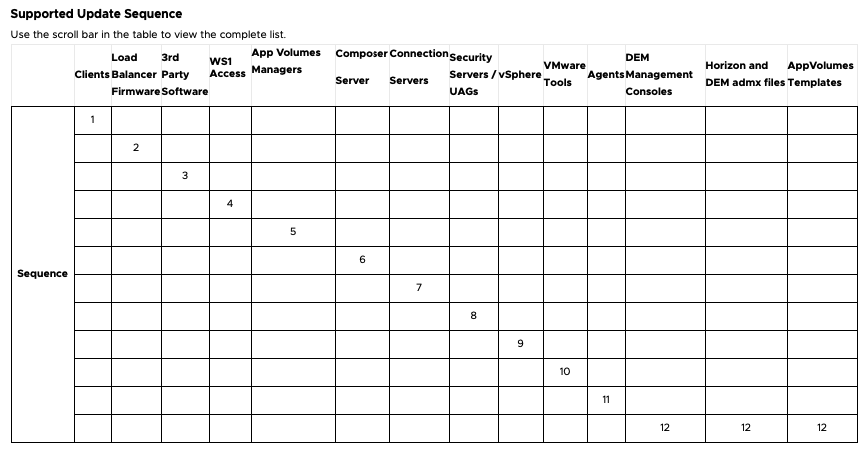 Supported Update Sequence
Use the scroll bar in the table to view the complete list.
Clients
Load Balancer Firmware
3rd Party Software
WS1 Access
App Volumes Managers
Composer Server
Connection Servers
Security Servers / UAGs
vSphere
VMware Tools
Agents
DEM Management Consoles
Horizon and DEM admx files
AppVolumes Templates
Sequence
1
2
3
4
5
6
7
8
9
10
11
12 12 12